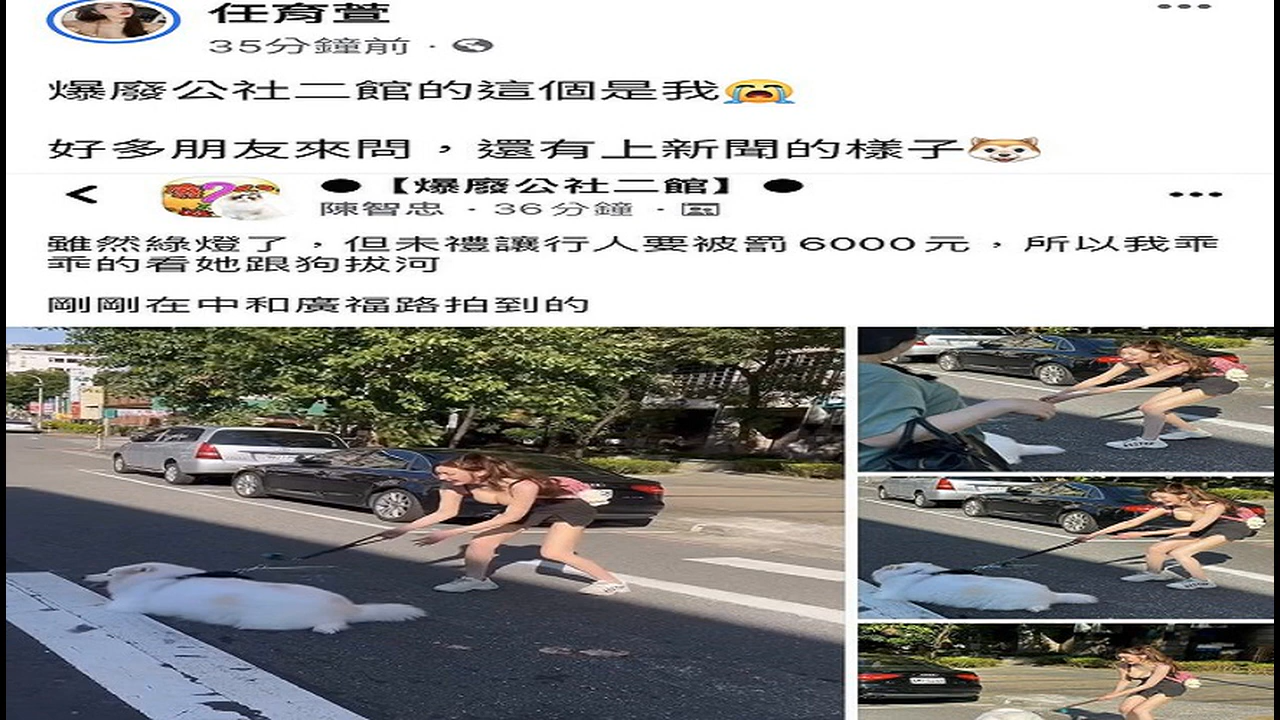 任育萱
35分鐘前 ·
爆廢公社二館的這個是我😭
好多朋友來問，還有上新聞的樣子🐶
● 【爆廢公社二館】 ●
陳智忠 · 36分鐘 ·
雖然綠燈了，但未禮讓行人要被罰6000元，所以我乖
乖的看她跟狗拔河
剛剛在中和廣福路拍到的